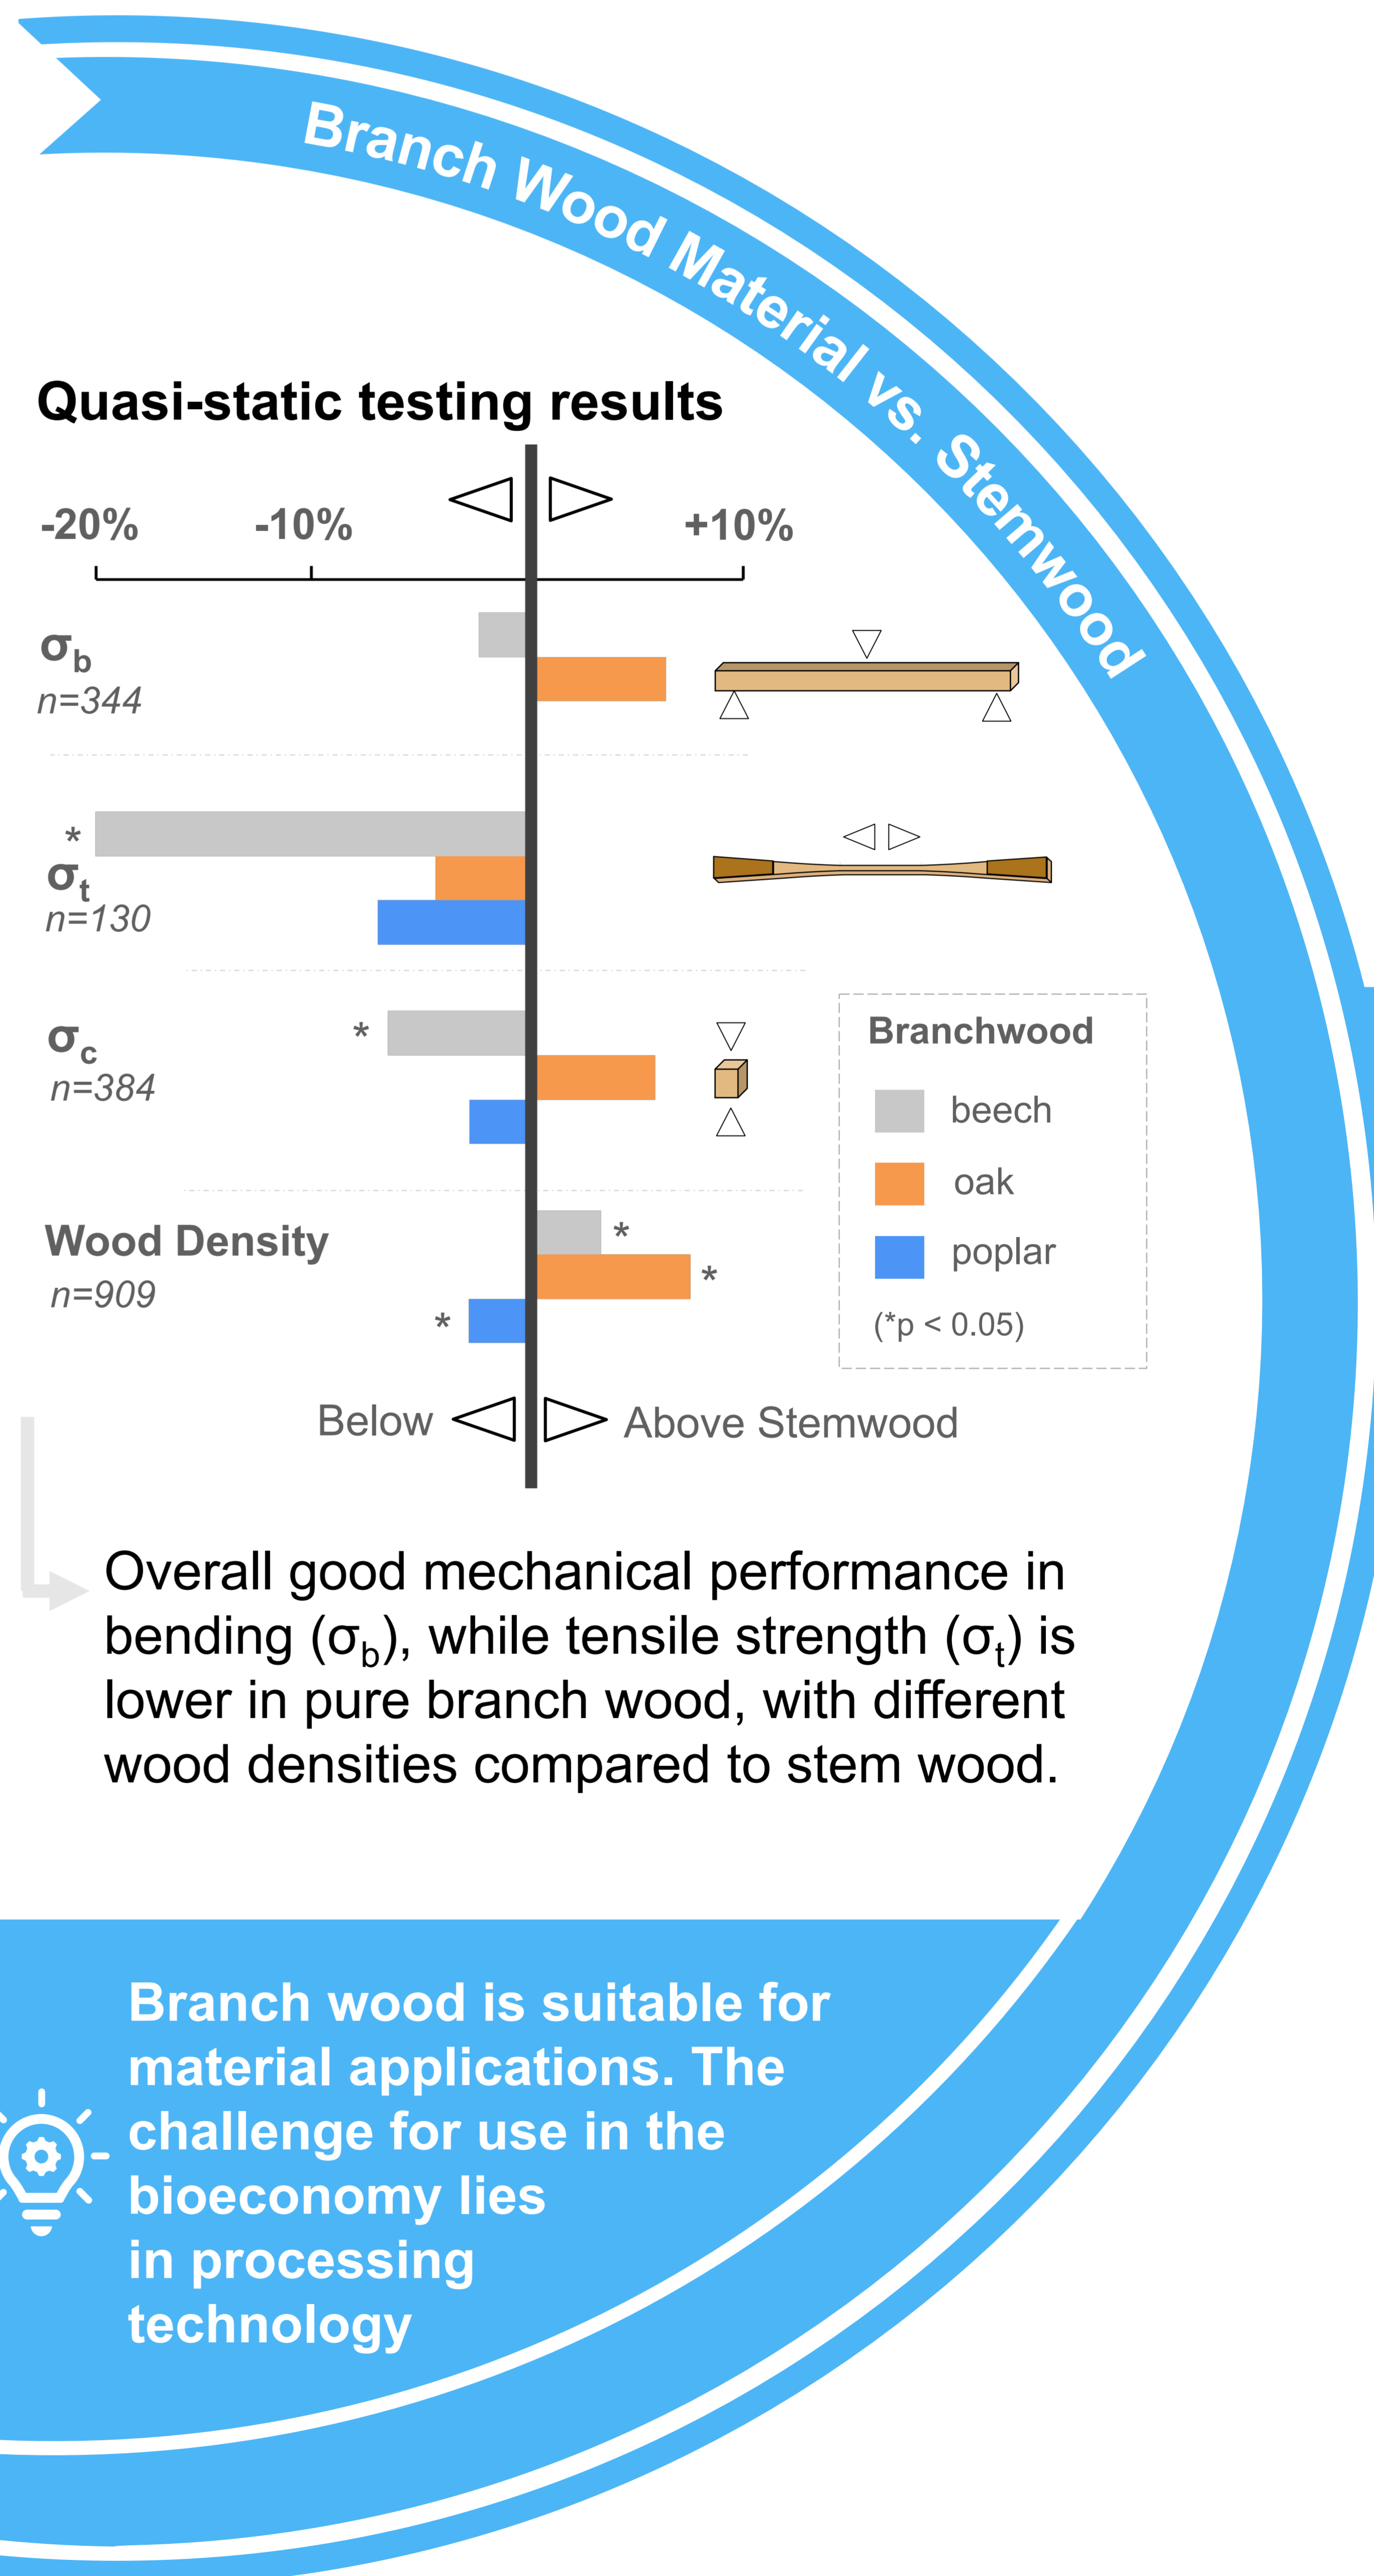 Branch Wood Material vs. Stemwood
Quasi-static testing results
-20% -10% +10%
σb
n=344
*
σt
n=130
*
σc
n=384
Wood Density
n=909
*
*
*
Branchwood
beech
oak
poplar
(*p < 0.05)
Below Above Stemwood
Overall good mechanical performance in
bending (σb), while tensile strength (σt) is
lower in pure branch wood, with different
wood densities compared to stem wood.
Branch wood is suitable for
material applications. The
challenge for use in the
bioeconomy lies
in processing
technology